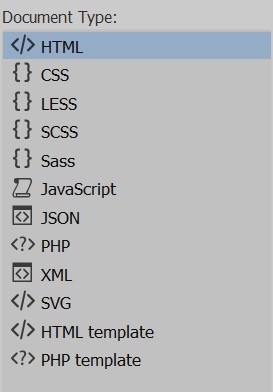 Document Type:
HTML
CSS
LESS
SCSS
Sass
JavaScript
JSON
PHP
XML
SVG
HTML template
PHP template